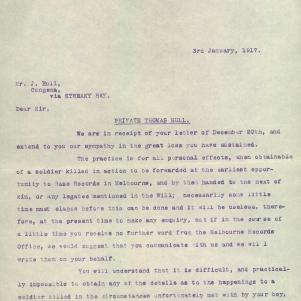 3rd January, 1917.
Mr. J. Hull,
Congena,
via STREAKY BAY.
Dear Sir,
PRIVATE THOMAS HULL.
We are in receipt of your letter of December 20th, and
extend to you our sympathy in the great loss you have sustained.
The practice is for all personal effects, when obtainable
of a soldier killed in action to be forwarded at the earliest oppor-
tunity to Base Records in Melbourne, and by them handed to the next
of kin, or any legatee mentioned in the Will; necessarily some little
time must elapse before this can be done and it will be useless, there-
fore, at the present time to make any enquiry, but if in the course of
a little time you receive no further word from the Melbourne Records
Office, we would suggest that you communicate with us and we will
write them on your behalf.
You will understand that it is difficult, and practical-
ly impossible to obtain any of the details as to the happenings to a
soldier killed in the circumstances unfortunately met with by your boy,